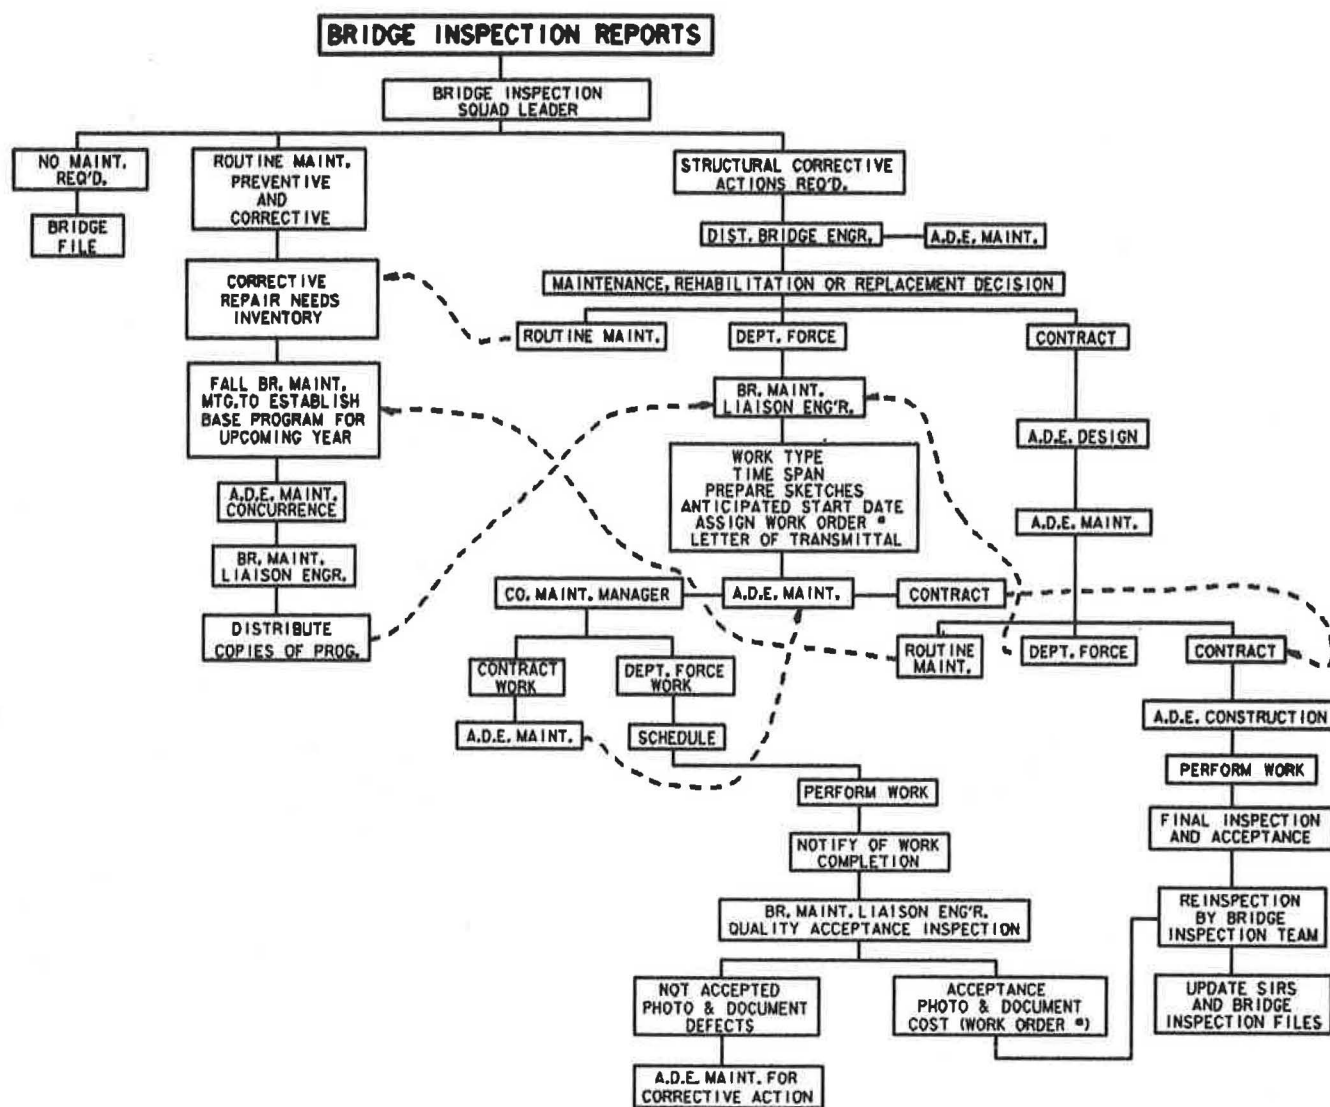 BRIDGE INSPECTION REPORTS
BRIDGE INSPECTION
SQUAD LEADER
NO MAINT.
REQ'D.
ROUTINE MAINT.
PREVENTIVE
AND
CORRECTIVE
STRUCTURAL CORRECTIVE
ACTIONS REQ'D.
BRIDGE
FILE
DIST. BRIDGE ENGR.
A.D.E. MAINT.
CORRECTIVE
REPAIR NEEDS
INVENTORY
MAINTENANCE, REHABILITATION OR REPLACEMENT DECISION
ROUTINE MAINT.
DEPT. FORCE
CONTRACT
FALL BR. MAINT.
MTG. TO ESTABLISH
BASE PROGRAM FOR
UPCOMING YEAR
BR. MAINT.
LIAISON ENG'R.
A.D.E. DESIGN
WORK TYPE
TIME SPAN
PREPARE SKETCHES
ANTICIPATED START DATE
ASSIGN WORK ORDER *
LETTER OF TRANSMITTAL
A.D.E. MAINT.
CONCURRENCE
A.D.E. MAINT.
BR. MAINT.
LIAISON ENGR.
CO. MAINT. MANAGER
A.D.E. MAINT.
CONTRACT
DISTRIBUTE
COPIES OF PROG.
ROUTINE
MAINT.
DEPT. FORCE
CONTRACT
CONTRACT
WORK
DEPT. FORCE
WORK
A.D.E. MAINT.
SCHEDULE
A.D.E. CONSTRUCTION
PERFORM WORK
PERFORM WORK
NOTIFY OF WORK
COMPLETION
FINAL INSPECTION
AND ACCEPTANCE
BR. MAINT. LIAISON ENG'R.
QUALITY ACCEPTANCE INSPECTION
REINSPECTION
BY BRIDGE
INSPECTION TEAM
NOT ACCEPTED
PHOTO & DOCUMENT
DEFECTS
ACCEPTANCE
PHOTO & DOCUMENT
COST (WORK ORDER *)
UPDATE SIRS
AND BRIDGE
INSPECTION FILES
A.D.E. MAINT. FOR
CORRECTIVE ACTION